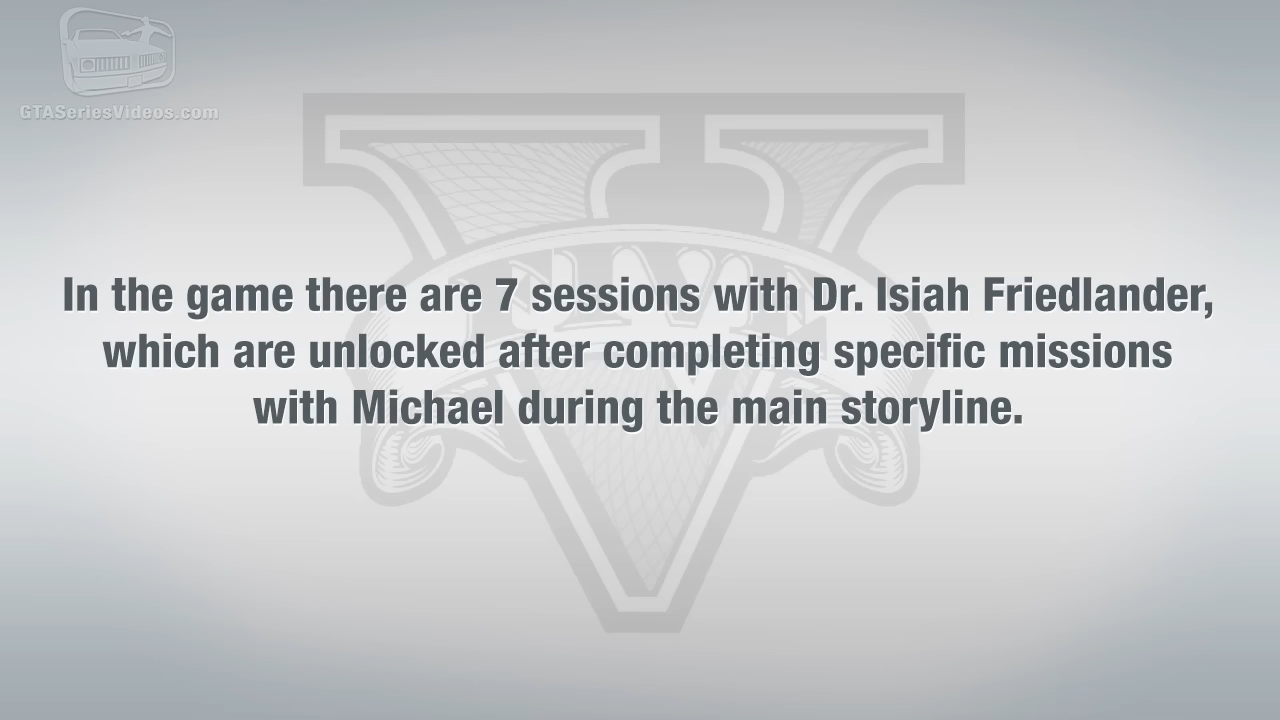 GTASeriesVideos.com
In the game there are 7 sessions with Dr. Isiah Friedlander,
which are unlocked after completing specific missions
with Michael during the main storyline.